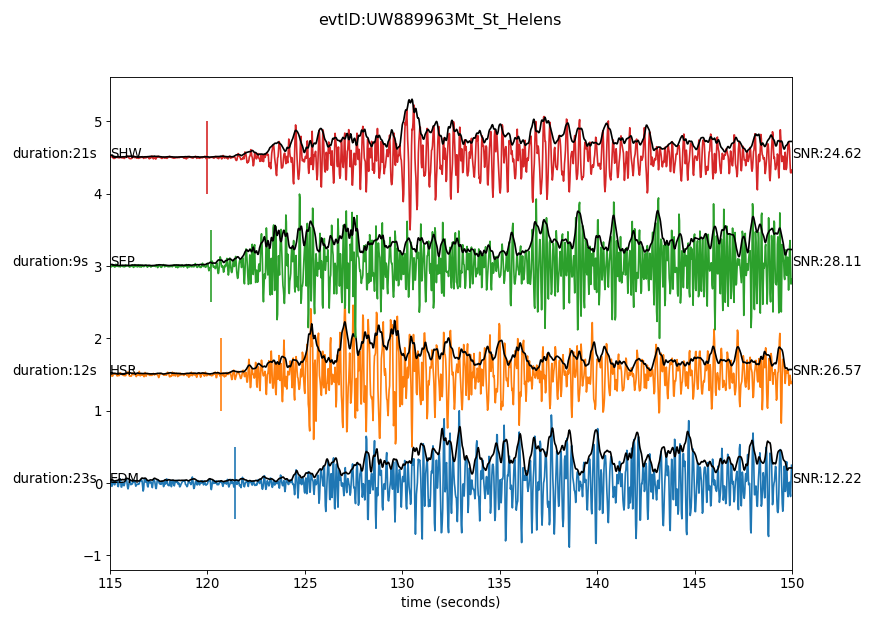 evtID:UW889963Mt_St_Helens
5
duration:21s SHW SNR:24.62
4
duration:9s SEP SNR:28.11
3
2
duration:12s HSR SNR:26.57
1
duration:23s EDM SNR:12.22
0
−1
115 120 125 130 135 140 145 150
time (seconds)